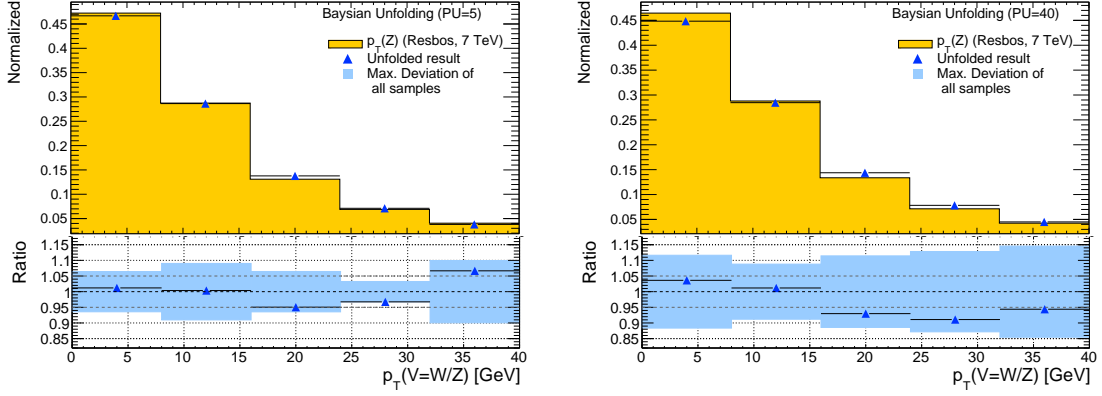 Baysian Unfolding (PU=5)
p_T(Z) (Resbos, 7 TeV)
Unfolded result
Max. Deviation of
all samples
Normalized
0.45
0.4
0.35
0.3
0.25
0.2
0.15
0.1
0.05
Ratio
1.15
1.1
1.05
1
0.95
0.9
0.85
0 5 10 15 20 25 30 35 40
p_T(V=W/Z) [GeV]
Baysian Unfolding (PU=40)
p_T(Z) (Resbos, 7 TeV)
Unfolded result
Max. Deviation of
all samples
Normalized
0.45
0.4
0.35
0.3
0.25
0.2
0.15
0.1
0.05
Ratio
1.15
1.1
1.05
1
0.95
0.9
0.85
0 5 10 15 20 25 30 35 40
p_T(V=W/Z) [GeV]